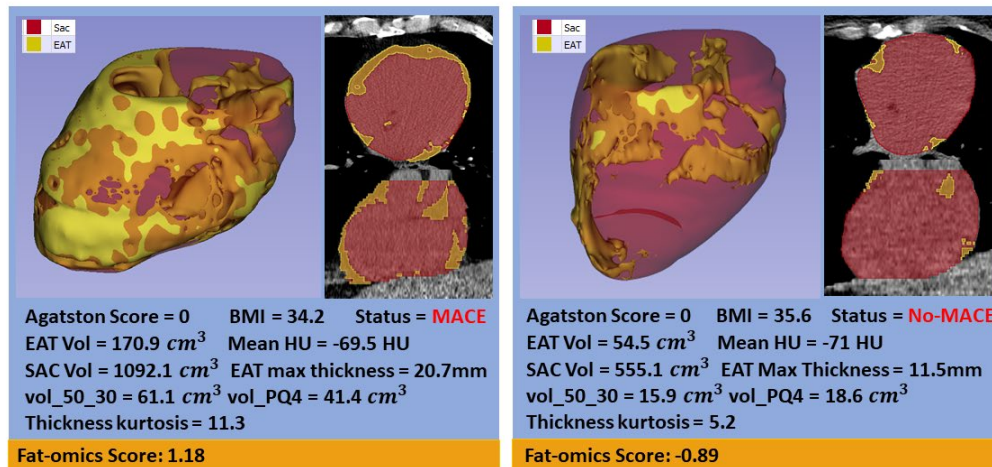 Sac
EAT
Agatston Score = 0 BMI = 34.2 Status = MACE
EAT Vol = 170.9 cm³ Mean HU = -69.5 HU
SAC Vol = 1092.1 cm³ EAT max thickness = 20.7mm
vol_50_30 = 61.1 cm³ vol_PQ4 = 41.4 cm³
Thickness kurtosis = 11.3
Fat-omics Score: 1.18
Sac
EAT
Agatston Score = 0 BMI = 35.6 Status = No-MACE
EAT Vol = 54.5 cm³ Mean HU = -71 HU
SAC Vol = 555.1 cm³ EAT Max Thickness = 11.5mm
vol_50_30 = 15.9 cm³ vol_PQ4 = 18.6 cm³
Thickness kurtosis = 5.2
Fat-omics Score: -0.89